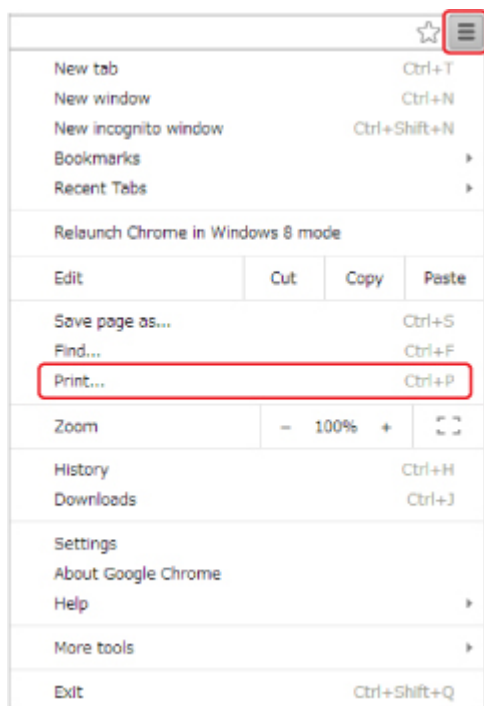 New tab Ctrl+T
New window Ctrl+N
New incognito window Ctrl+Shift+N
Bookmarks
Recent Tabs
Relaunch Chrome in Windows 8 mode
Edit Cut Copy Paste
Save page as... Ctrl+S
Find... Ctrl+F
Print... Ctrl+P
Zoom − 100% +
History Ctrl+H
Downloads Ctrl+J
Settings
About Google Chrome
Help
More tools
Exit Ctrl+Shift+Q